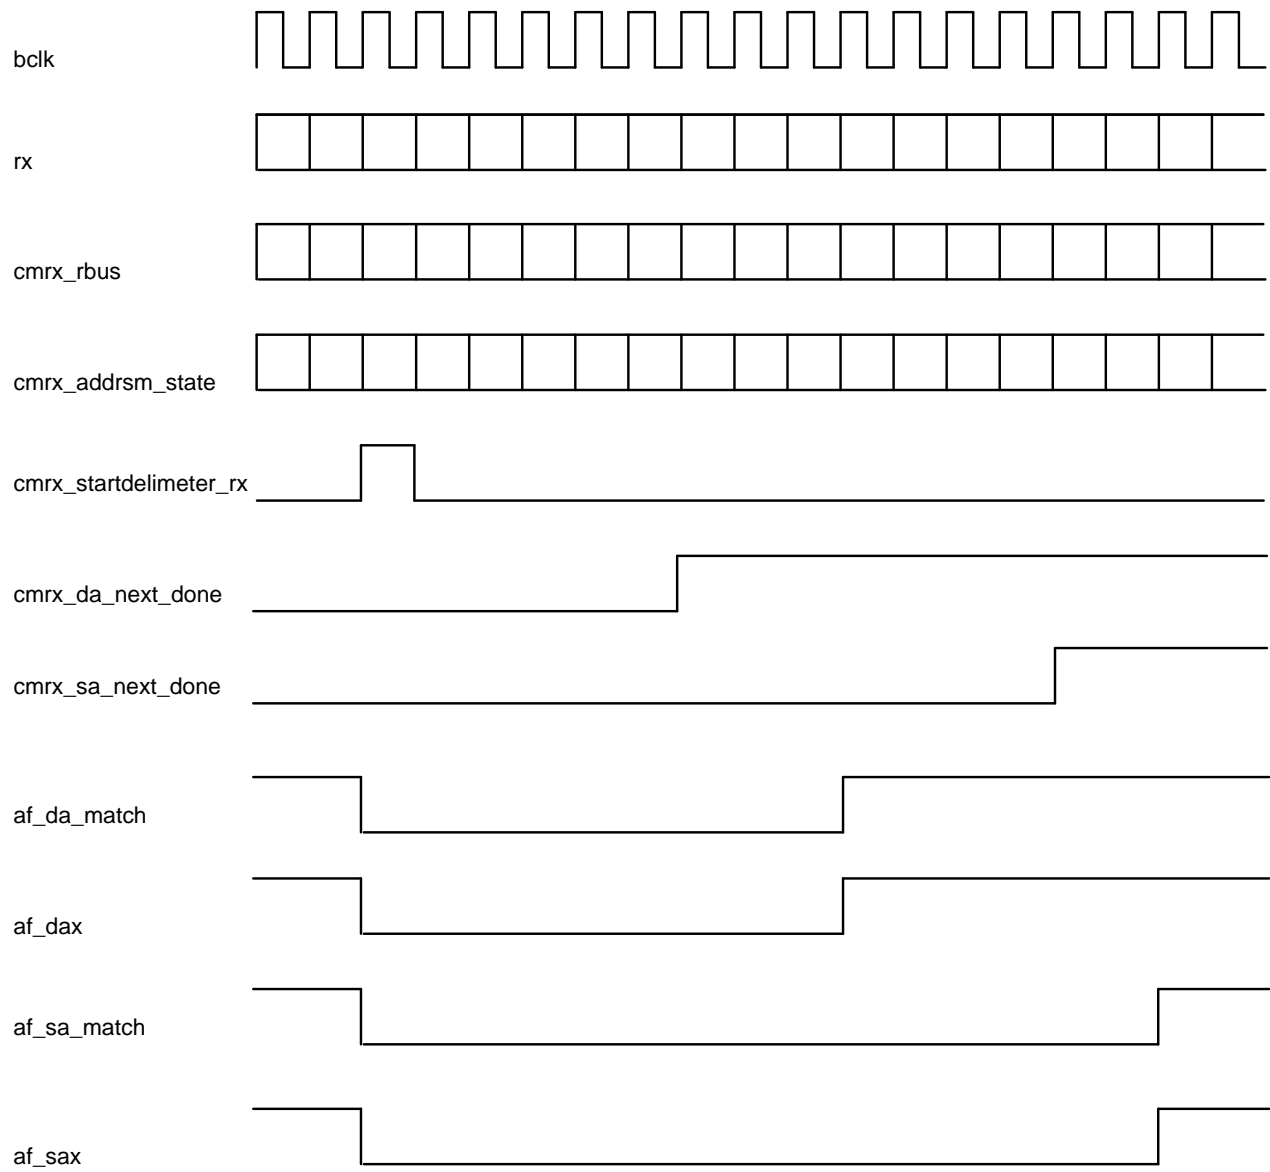 bclk
rx
cmrx_rbus
cmrx_addrsm_state
cmrx_startdelimeter_rx
cmrx_da_next_done
cmrx_sa_next_done
af_da_match
af_dax
af_sa_match
af_sax